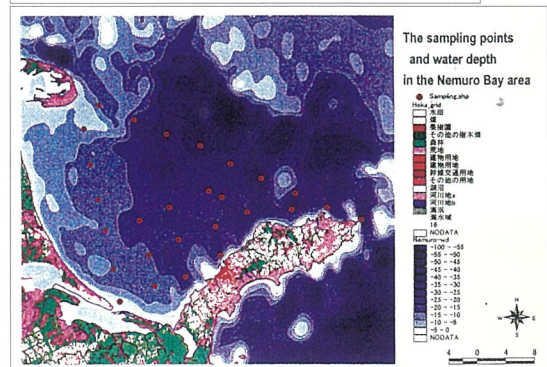 The sampling points
and water depth
in the Nemuro Bay area
Sampling.shp
Hoka_grid
水田
畑
果樹園
その他の樹木畑
森林
荒地
建物用地
建物用地
幹線交通用地
その他の用地
湖沼
河川地a
河川地b
海浜
海水域
16
NODATA
Nemuro-wd
-100 - -55
-55 - -50
-50 - -45
-45 - -40
-40 - -35
-35 - -30
-30 - -25
-25 - -20
-20 - -15
-15 - -10
-10 - -5
-5 - 0
NODATA
N
W E
S
4 0 4 8